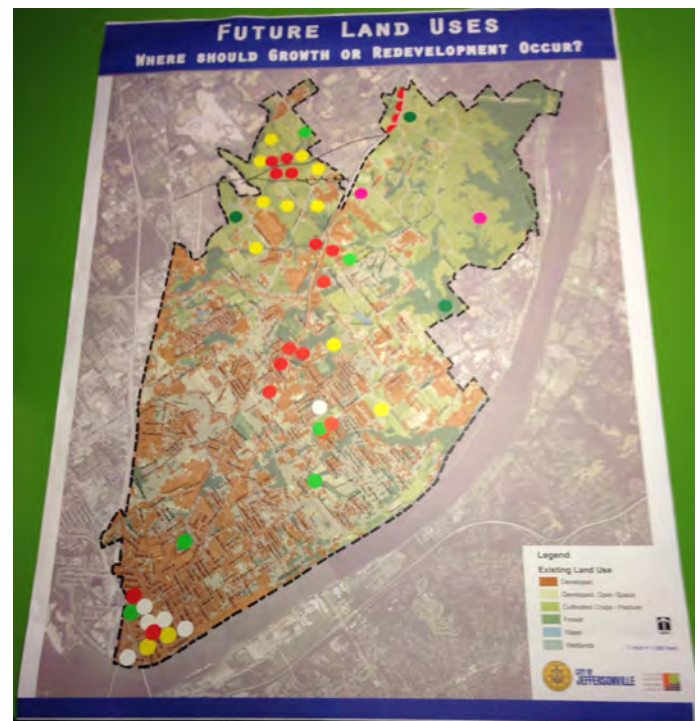 FUTURE LAND USES
WHERE SHOULD GROWTH OR REDEVELOPMENT OCCUR?
Legend
Existing Land Use
Developed
Developed, Open Space
Cultivated Crops / Pasture
Forest
Water
Wetlands
CITY OF
JEFFERSONVILLE